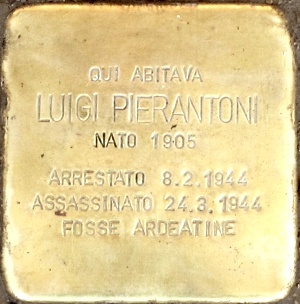 QUI ABITAVA
LUIGI PIERANTONI
NATO 1905
ARRESTATO 8.2.1944
ASSASSINATO 24.3.1944
FOSSE ARDEATINE